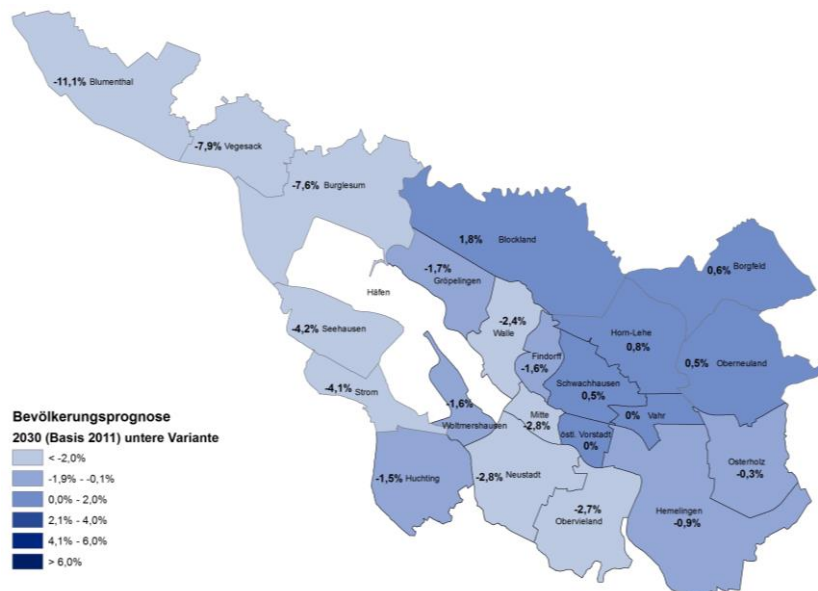 -11,1% Blumenthal
-7,9% Vegesack
-7,6% Burglesum
1,8% Blockland
0,6% Borgfeld
-1,7%
Gröpelingen
Häfen
-4,2% Seehausen
-2,4%
Walle
Horn-Lehe
0,8%
0,5% Oberneuland
Findorff
-1,6%
Schwachhausen
0,5%
-4,1% Strom
-1,6%
Woltmershausen
Mitte
-2,8%
0% Vahr
östl. Vorstadt
0%
-1,5% Huchting
-2,8% Neustadt
Osterholz
-0,3%
-2,7%
Obervieland
Hemelingen
-0,9%
Bevölkerungsprognose
2030 (Basis 2011) untere Variante
< -2,0%
-1,9% - -0,1%
0,0% - 2,0%
2,1% - 4,0%
4,1% - 6,0%
> 6,0%